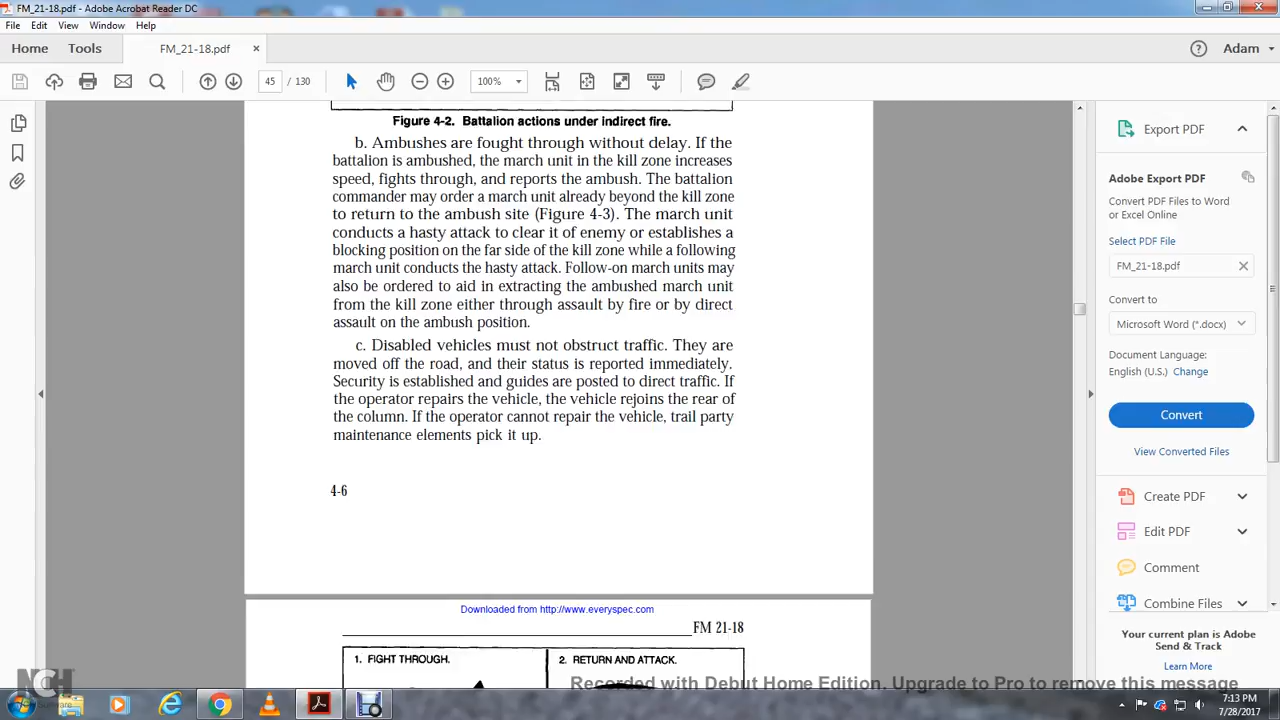 FM_21-18.pdf - Adobe Acrobat Reader DC
File Edit View Window Help
Home Tools FM_21-18.pdf × Adam
45 / 130 100%
Figure 4-2. Battalion actions under indirect fire.
b. Ambushes are fought through without delay. If the
battalion is ambushed, the march unit in the kill zone increases
speed, fights through, and reports the ambush. The battalion
commander may order a march unit already beyond the kill zone
to return to the ambush site (Figure 4-3). The march unit
conducts a hasty attack to clear it of enemy or establishes a
blocking position on the far side of the kill zone while a following
march unit conducts the hasty attack. Follow-on march units may
also be ordered to aid in extracting the ambushed march unit
from the kill zone either through assault by fire or by direct
assault on the ambush position.
c. Disabled vehicles must not obstruct traffic. They are
moved off the road, and their status is reported immediately.
Security is established and guides are posted to direct traffic. If
the operator repairs the vehicle, the vehicle rejoins the rear of
the column. If the operator cannot repair the vehicle, trail party
maintenance elements pick it up.
4-6
Downloaded from http://www.everyspec.com
FM 21-18
1. FIGHT THROUGH. 2. RETURN AND ATTACK.
Export PDF
Adobe Export PDF
Convert PDF Files to Word
or Excel Online
Select PDF File
FM_21-18.pdf
Convert to
Microsoft Word (*.docx)
Document Language:
English (U.S.) Change
Convert
View Converted Files
Create PDF
Edit PDF
Comment
Combine Files
Your current plan is Adobe
Send & Track
Learn More
Recorded with Debut Home Edition. Upgrade to Pro to remove this message
NCH
Software
7:13 PM
7/28/2017